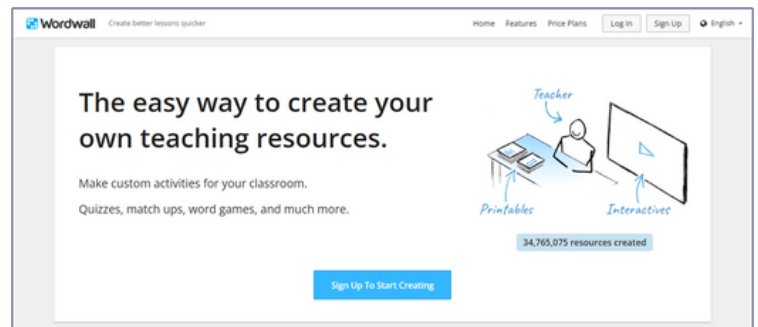 Wordwall Create better lessons quicker Home Features Price Plans Log In Sign Up English
The easy way to create your
own teaching resources.
Make custom activities for your classroom.
Quizzes, match ups, word games, and much more.
Teacher
Printables Interactives
34,765,075 resources created
Sign Up To Start Creating